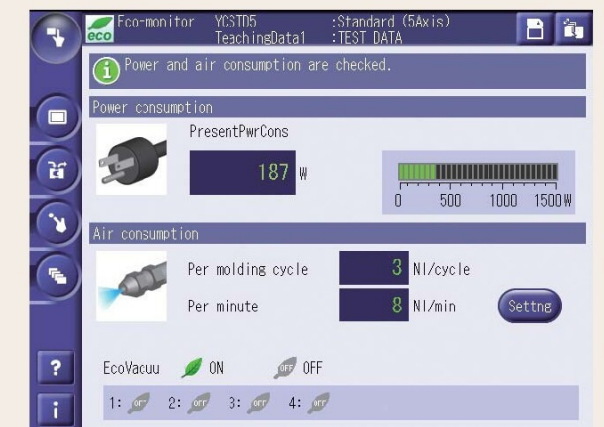 eco Eco-monitor YCSTD5 :Standard (5Axis)
TeachingData1 :TEST DATA
i Power and air consumption are checked.
Power consumption
PresentPwrCons
187 W
0 500 1000 1500W
Air consumption
Per molding cycle 3 Nl/cycle
Per minute 8 Nl/min Settng
EcoVacuu ON OFF OFF
1: OFF 2: OFF 3: OFF 4: OFF
?
i